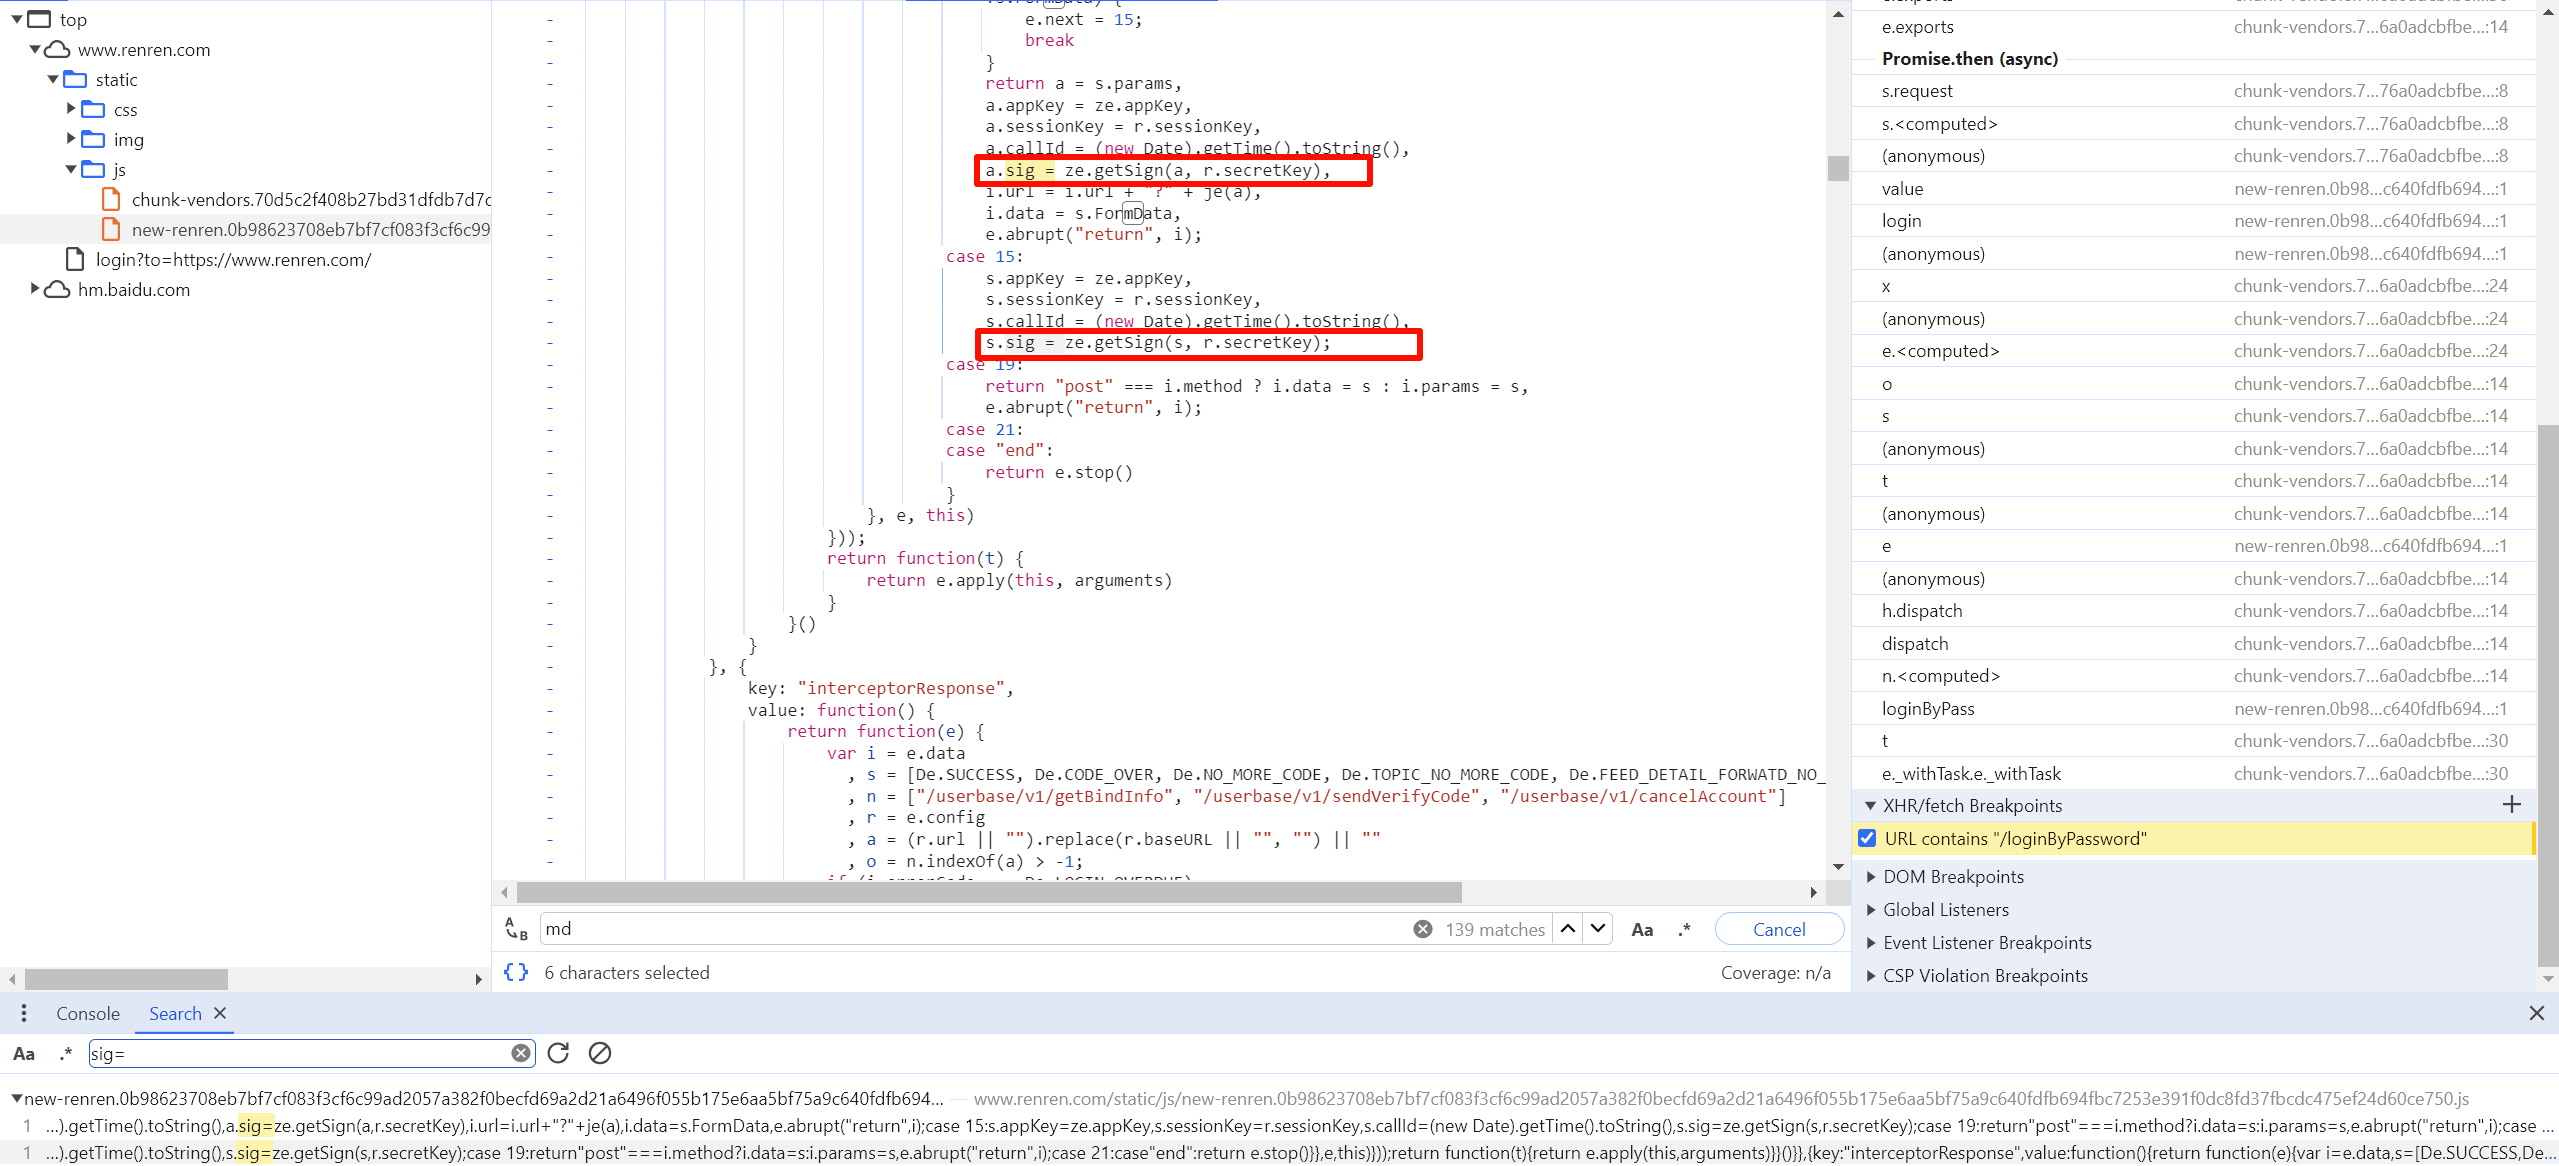 top
www.renren.com
static
css
img
js
chunk-vendors.70d5c2f408b27bd31dfdb7d7c
new-renren.0b98623708eb7bf7cf083f3cf6c99
login?to=https://www.renren.com/
hm.baidu.com
e.next = 15;
break
}
return a = s.params,
a.appKey = ze.appKey,
a.sessionKey = r.sessionKey,
a.callId = (new Date).getTime().toString(),
a.sig = ze.getSign(a, r.secretKey),
i.url = i.url + "?" + je(a),
i.data = s.FormData,
e.abrupt("return", i);
case 15:
s.appKey = ze.appKey,
s.sessionKey = r.sessionKey,
s.callId = (new Date).getTime().toString(),
s.sig = ze.getSign(s, r.secretKey);
case 19:
return "post" === i.method ? i.data = s : i.params = s,
e.abrupt("return", i);
case 21:
case "end":
return e.stop()
}
}, e, this)
}));
return function(t) {
return e.apply(this, arguments)
}
}()
}
}, {
key: "interceptorResponse",
value: function() {
return function(e) {
var i = e.data
, s = [De.SUCCESS, De.CODE_OVER, De.NO_MORE_CODE, De.TOPIC_NO_MORE_CODE, De.FEED_DETAIL_FORWATD_NO_
, n = ["/userbase/v1/getBindInfo", "/userbase/v1/sendVerifyCode", "/userbase/v1/cancelAccount"]
, r = e.config
, a = (r.url || "").replace(r.baseURL || "", "") || ""
, o = n.indexOf(a) > -1;
md
139 matches
Aa
.*
Cancel
{} 6 characters selected
Coverage: n/a
e.exports chunk-vendors.7…6a0adcbfbe…:14
Promise.then (async)
s.request chunk-vendors.7…76a0adcbfbe…:8
s.<computed> chunk-vendors.7…76a0adcbfbe…:8
(anonymous) chunk-vendors.7…76a0adcbfbe…:8
value new-renren.0b98…c640fdfb694…:1
login new-renren.0b98…c640fdfb694…:1
(anonymous) new-renren.0b98…c640fdfb694…:1
x chunk-vendors.7…6a0adcbfbe…:24
(anonymous) chunk-vendors.7…6a0adcbfbe…:24
e.<computed> chunk-vendors.7…6a0adcbfbe…:24
o chunk-vendors.7…6a0adcbfbe…:14
s chunk-vendors.7…6a0adcbfbe…:14
(anonymous) chunk-vendors.7…6a0adcbfbe…:14
t chunk-vendors.7…6a0adcbfbe…:14
(anonymous) chunk-vendors.7…6a0adcbfbe…:14
e new-renren.0b98…c640fdfb694…:1
(anonymous) chunk-vendors.7…6a0adcbfbe…:14
h.dispatch chunk-vendors.7…6a0adcbfbe…:14
dispatch chunk-vendors.7…6a0adcbfbe…:14
n.<computed> chunk-vendors.7…6a0adcbfbe…:14
loginByPass new-renren.0b98…c640fdfb694…:1
t chunk-vendors.7…6a0adcbfbe…:30
e._withTask.e._withTask chunk-vendors.7…6a0adcbfbe…:30
XHR/fetch Breakpoints
URL contains "/loginByPassword"
DOM Breakpoints
Global Listeners
Event Listener Breakpoints
CSP Violation Breakpoints
Console
Search
Aa
.*
sig=
new-renren.0b98623708eb7bf7cf083f3cf6c99ad2057a382f0becfd69a2d21a6496f055b175e6aa5bf75a9c640fdfb694… — www.renren.com/static/js/new-renren.0b98623708eb7bf7cf083f3cf6c99ad2057a382f0becfd69a2d21a6496f055b175e6aa5bf75a9c640fdfb694fbc7253e391f0dc8fd37fbcdc475ef24d60ce750.js
1 …).getTime().toString(),a.sig=ze.getSign(a,r.secretKey),i.url=i.url+"?"+je(a),i.data=s.FormData,e.abrupt("return",i);case 15:s.appKey=ze.appKey,s.sessionKey=r.sessionKey,s.callId=(new Date).getTime().toString(),s.sig=ze.getSign(s,r.secretKey);case 19:return"post"===i.method?i.data=s:i.params=s,e.abrupt("return",i);case …
1 …).getTime().toString(),s.sig=ze.getSign(s,r.secretKey);case 19:return"post"===i.method?i.data=s:i.params=s,e.abrupt("return",i);case 21:case"end":return e.stop()}},e,this)}));return function(t){return e.apply(this,arguments)}}()}},{key:"interceptorResponse",value:function(){return function(e){var i=e.data,s=[De.SUCCESS,De…